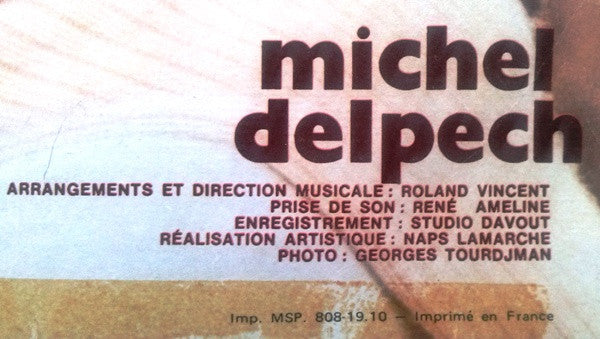 michel
delpech
ARRANGEMENTS ET DIRECTION MUSICALE : ROLAND VINCENT
PRISE DE SON : RENÉ AMELINE
ENREGISTREMENT : STUDIO DAVOUT
RÉALISATION ARTISTIQUE : NAPS LAMARCHE
PHOTO : GEORGES TOURDJMAN
Imp. MSP. 808-19.10 — Imprimé en France